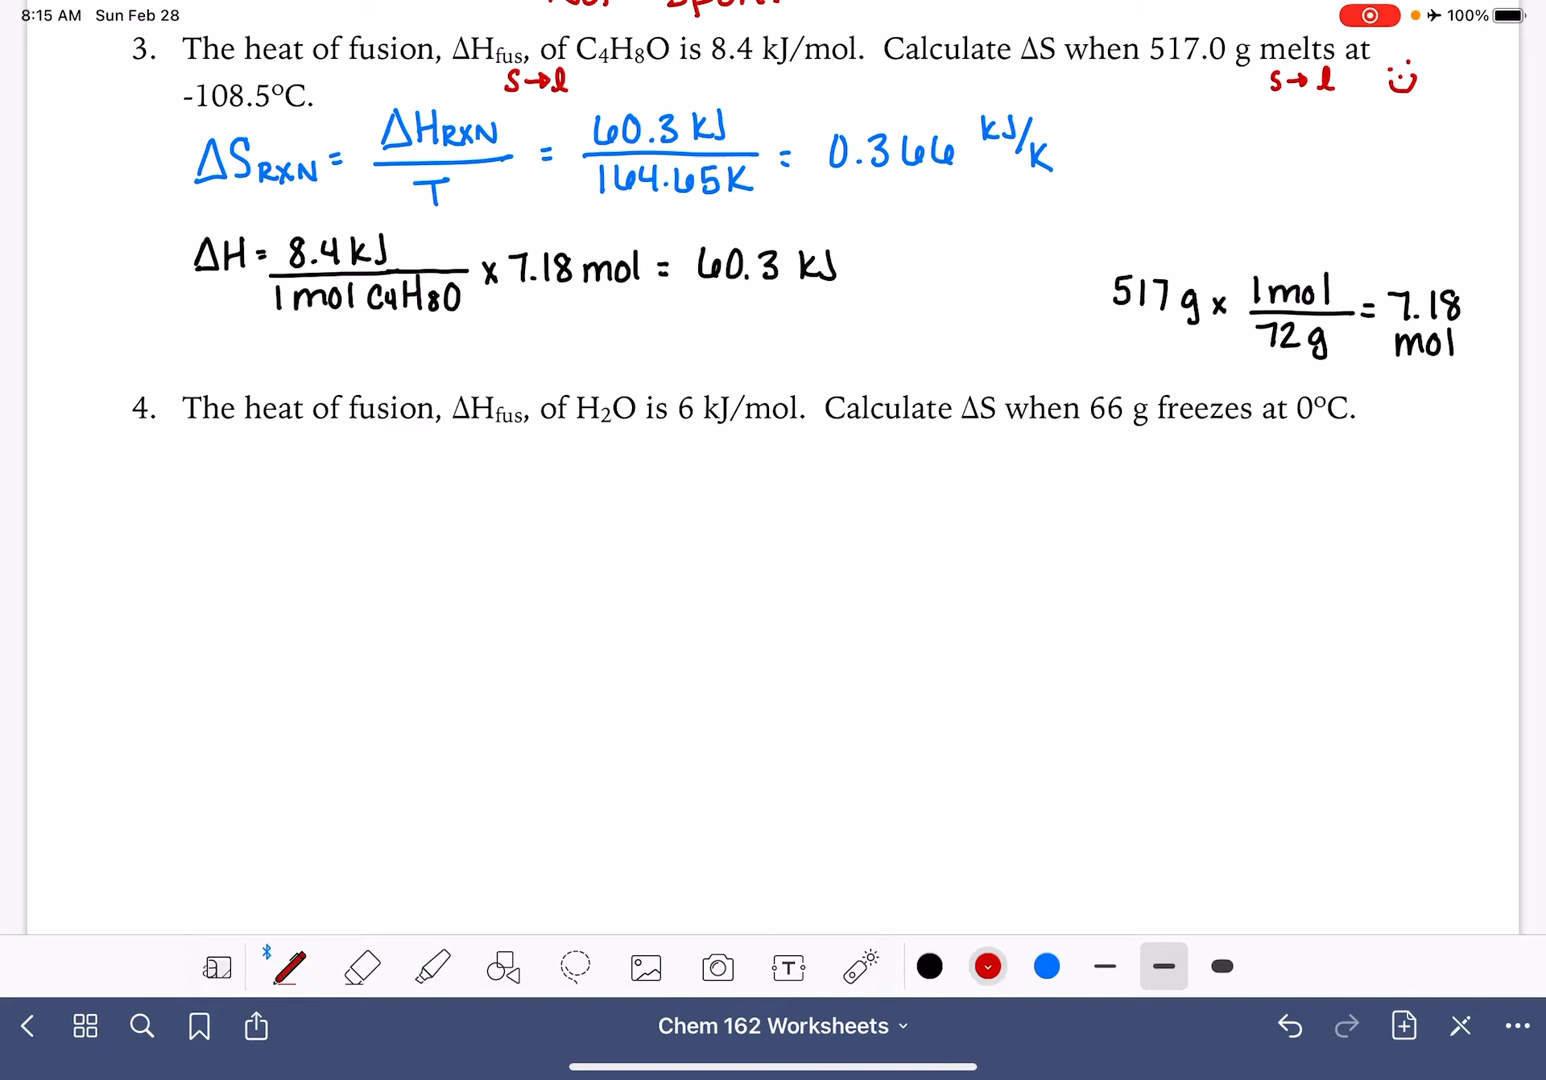 8:15 AM Sun Feb 28
100%
3. The heat of fusion, ΔHfus, of C4H8O is 8.4 kJ/mol. Calculate ΔS when 517.0 g melts at
s→l s→l
-108.5°C.
ΔSRXN = ΔHRXN / T = 60.3 kJ / 164.65K = 0.366 kJ/K
ΔH = 8.4 kJ / 1 mol C4H8O x 7.18 mol = 60.3 kJ
517 g x 1 mol / 72 g = 7.18 mol
4. The heat of fusion, ΔHfus, of H2O is 6 kJ/mol. Calculate ΔS when 66 g freezes at 0°C.
a
T
Chem 162 Worksheets